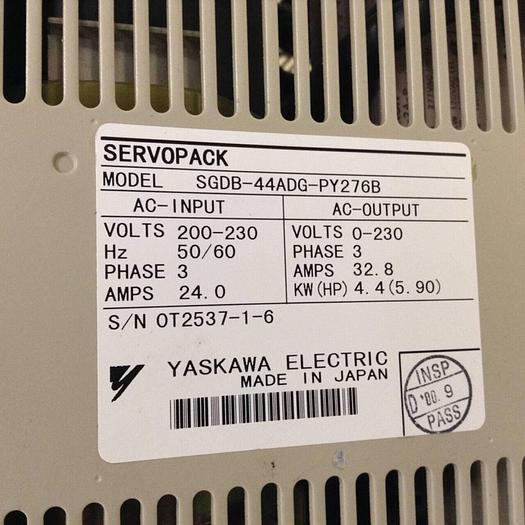 SERVOPACK
MODEL SGDB-44ADG-PY276B
AC-INPUT
VOLTS 200-230
Hz 50/60
PHASE 3
AMPS 24.0
AC-OUTPUT
VOLTS 0-230
PHASE 3
AMPS 32.8
KW(HP) 4.4(5.90)
S/N OT2537-1-6
YASKAWA ELECTRIC
MADE IN JAPAN
INSP
D '00.9
PASS